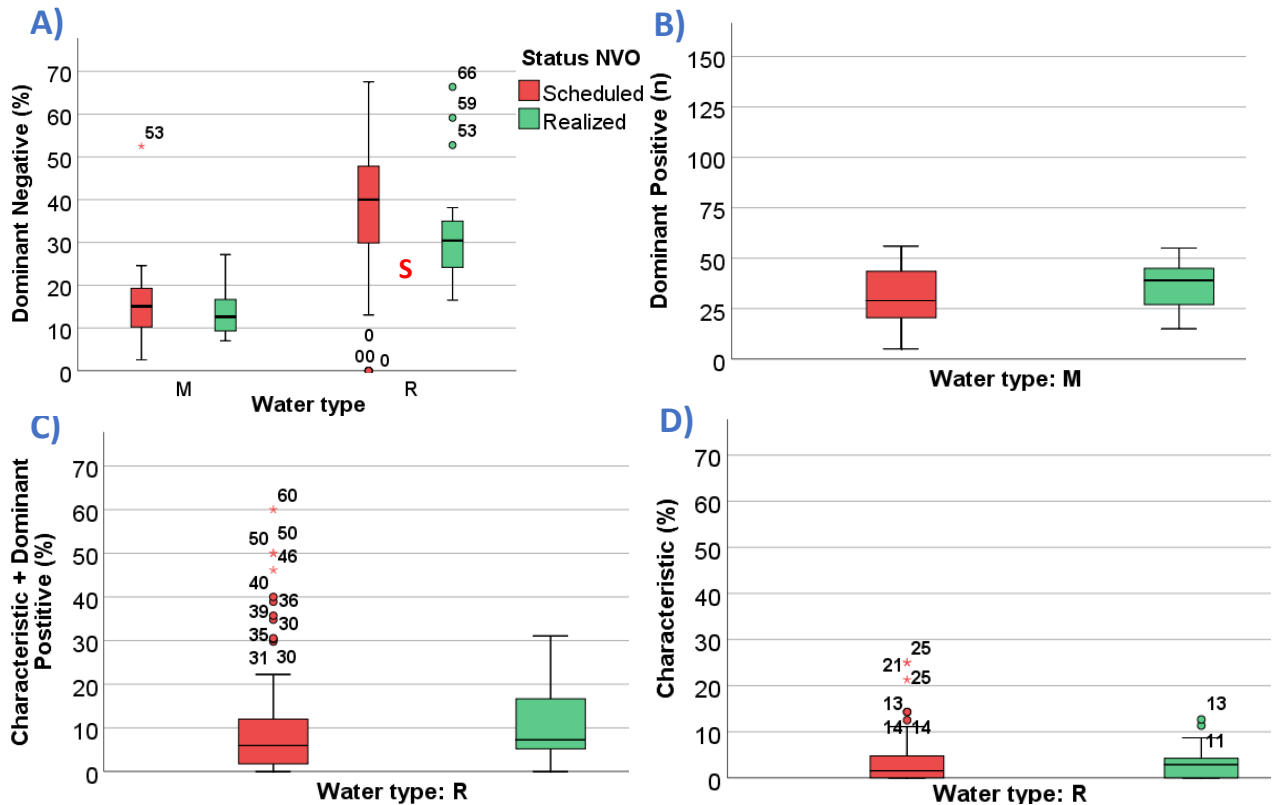 A)
Status NVO
Scheduled
Realized
Dominant Negative (%)
70
60
50
40
30
20
10
0
53
66
59
53
S
0
00 0
M R
Water type
B)
Dominant Positive (n)
150
125
100
75
50
25
0
Water type: M
C)
Characteristic + Dominant
Postitive (%)
70
60
50
40
30
20
10
0
60
50 50
46
40
39 36
35 30
31 30
Water type: R
D)
Characteristic (%)
70
60
50
40
30
20
10
0
25
21
25
13
14 14
13
11
Water type: R